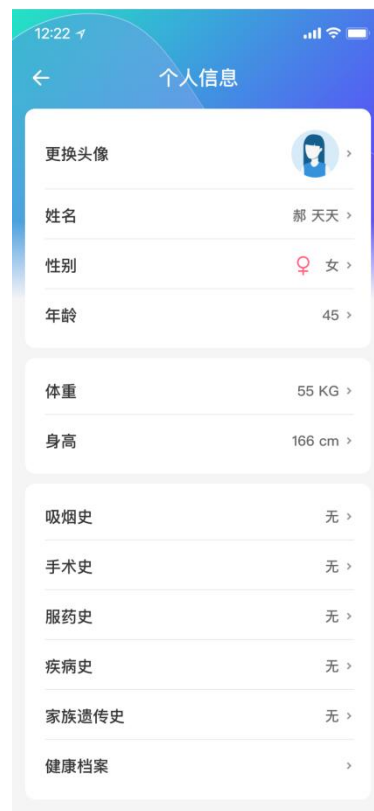 12:22
个人信息
更换头像
姓名 郝 天天
性别 女
年龄 45
体重 55 KG
身高 166 cm
吸烟史 无
手术史 无
服药史 无
疾病史 无
家族遗传史 无
健康档案